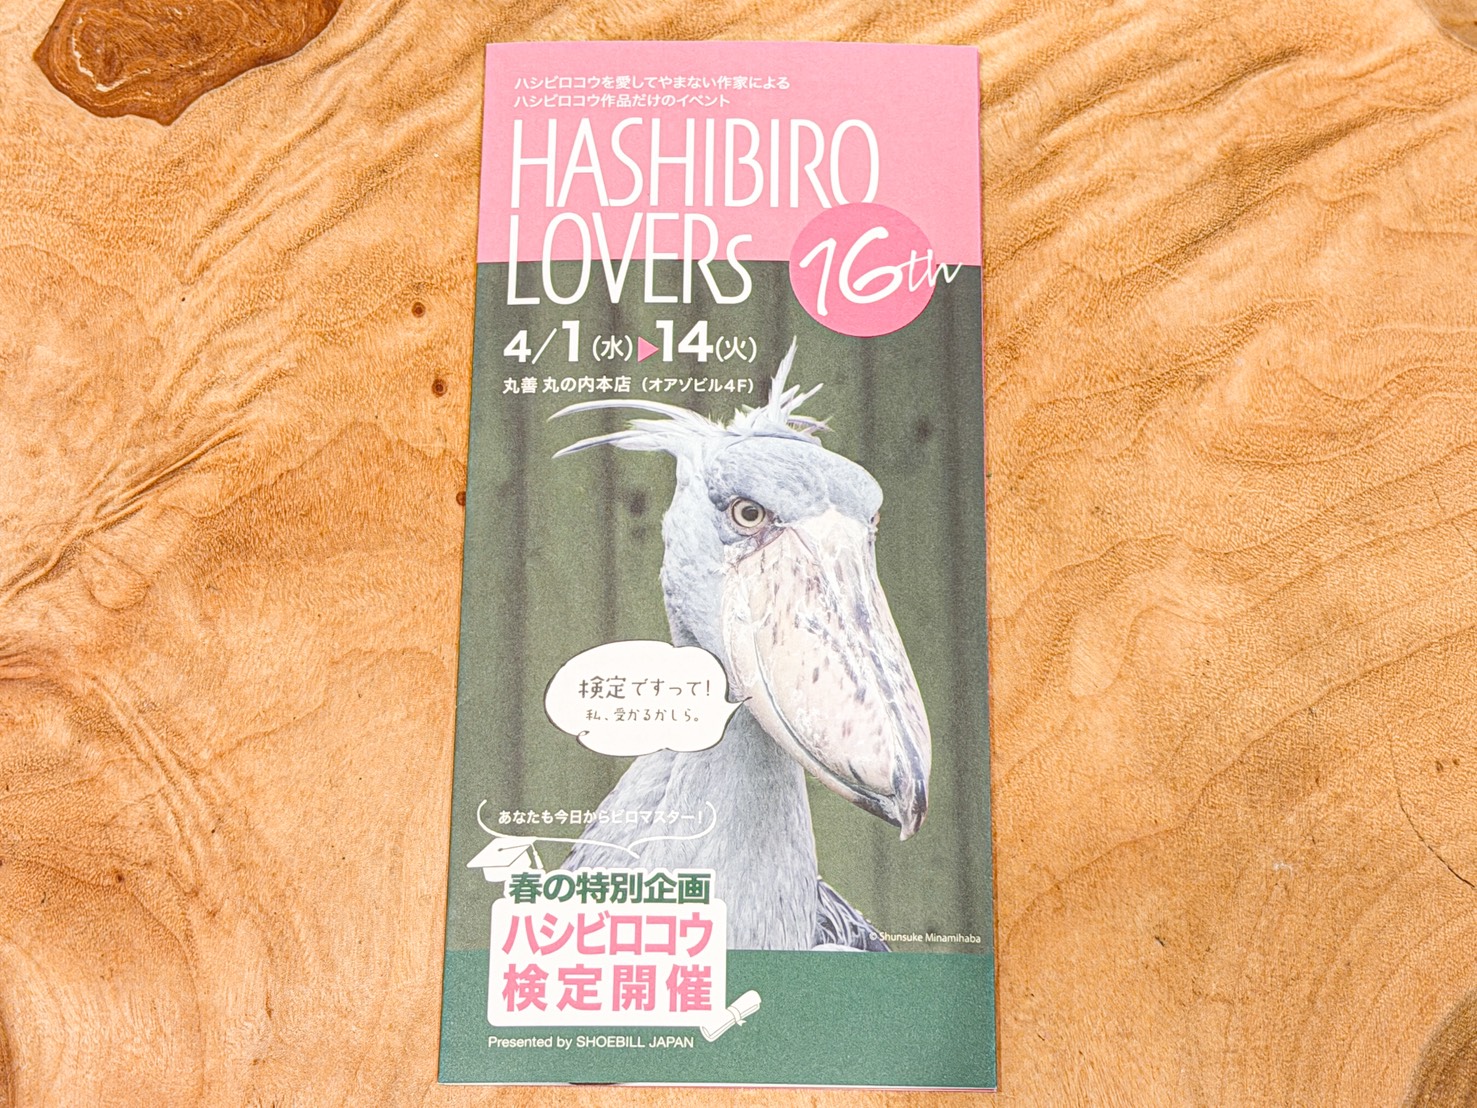 ハシビロコウを愛してやまない作家による
ハシビロコウ作品だけのイベント
HASHIBIRO
LOVERs
16th
4/1(水)▶14(火)
丸善 丸の内本店（オアゾビル4F）
検定ですって!
私、受かるかしら。
あなたも今日からビロマスター!
春の特別企画
ハシビロコウ
検定開催
© Shunsuke Minamihaba
Presented by SHOEBILL JAPAN